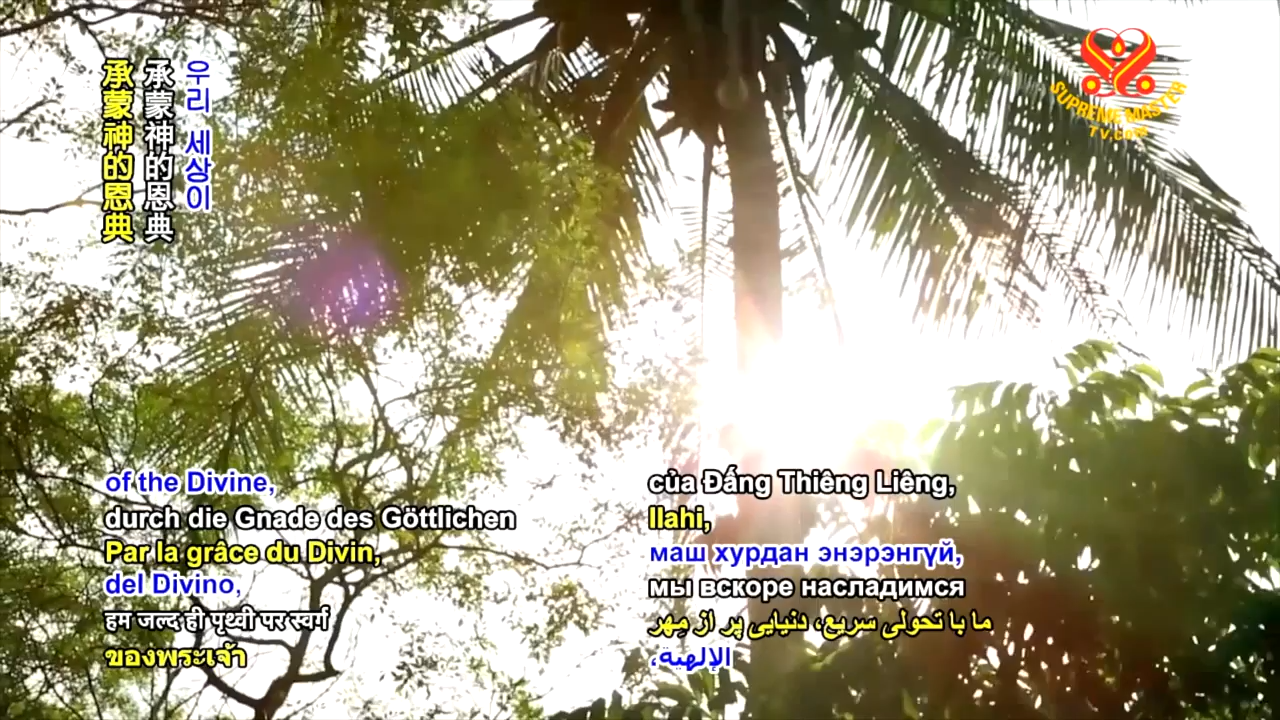 承蒙神的恩典
承蒙神的恩典
우리 세상이
SUPREME MASTER
TV.com
of the Divine,
durch die Gnade des Göttlichen
Par la grâce du Divin,
del Divino,
हम जल्द ही पृथ्वी पर स्वर्ग
ของพระเจ้า
của Đấng Thiêng Liêng,
Ilahi,
маш хурдан энэрэнгүй,
мы вскоре насладимся
ما با تحولی سریع، دنیایی پر از مِهر
الإلهية،